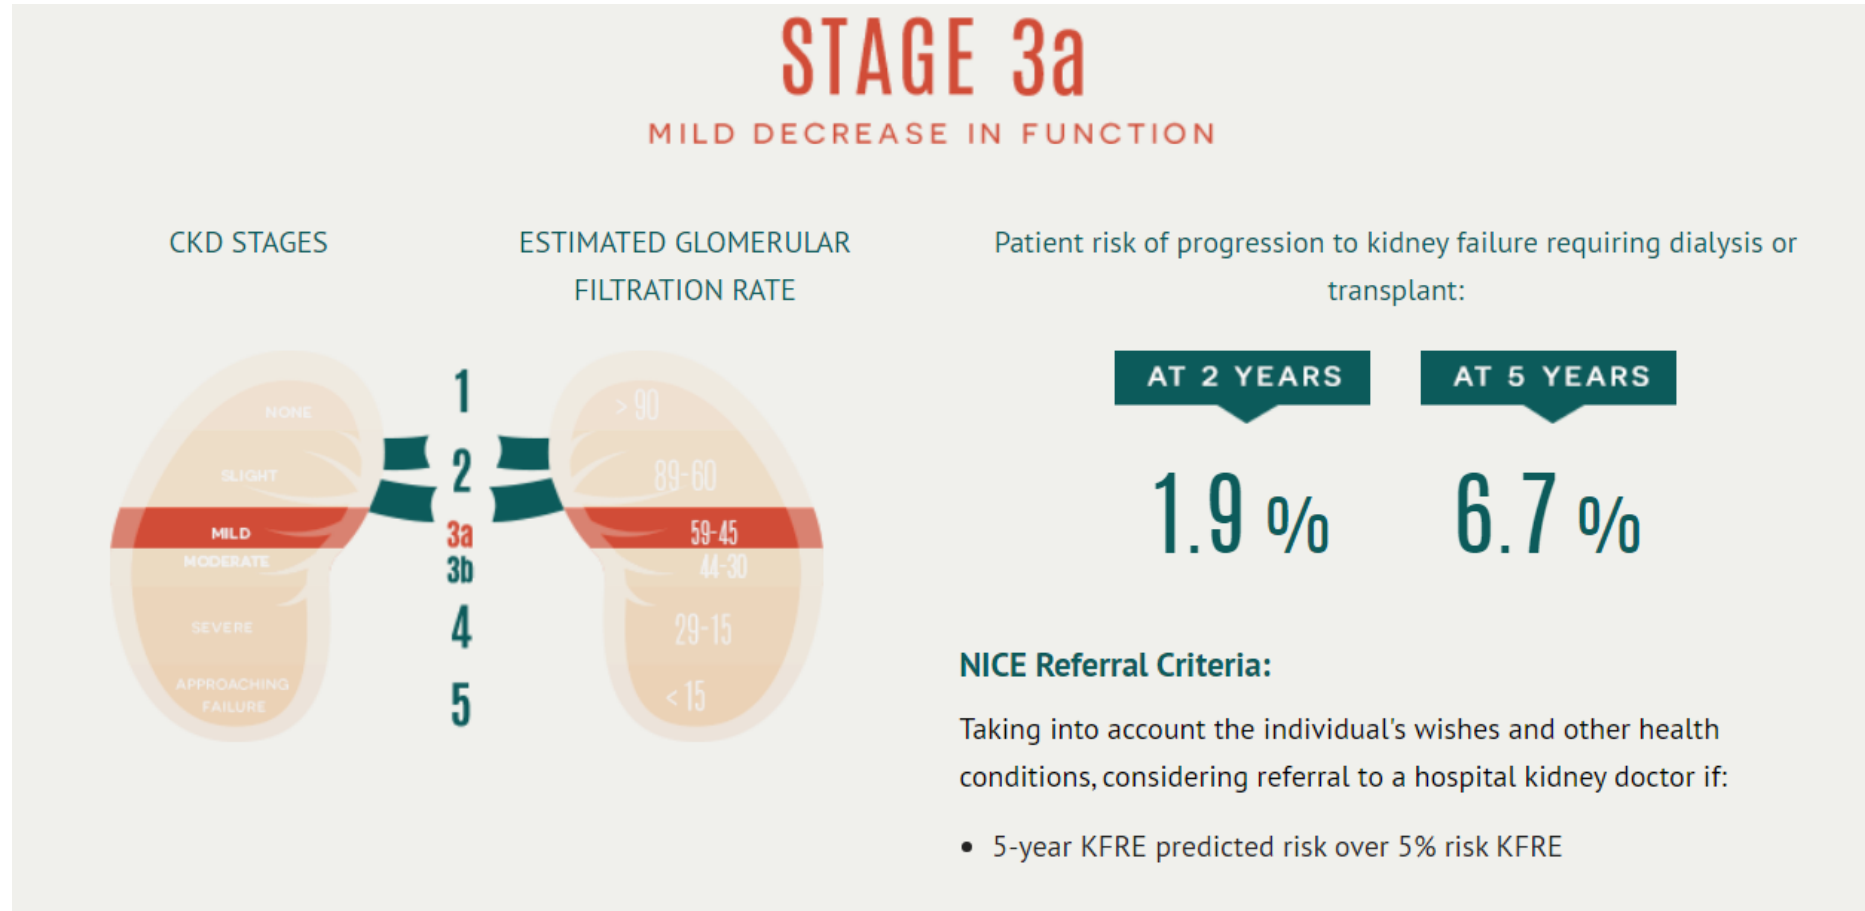 STAGE 3a
MILD DECREASE IN FUNCTION
CKD STAGES
ESTIMATED GLOMERULAR
FILTRATION RATE
NONE
1
> 90
SLIGHT
2
89-60
MILD
3a
59-45
MODERATE
3b
44-30
SEVERE
4
29-15
APPROACHING
FAILURE
5
< 15
Patient risk of progression to kidney failure requiring dialysis or
transplant:
AT 2 YEARS
AT 5 YEARS
1.9 %
6.7 %
NICE Referral Criteria:
Taking into account the individual's wishes and other health
conditions, considering referral to a hospital kidney doctor if:
• 5-year KFRE predicted risk over 5% risk KFRE